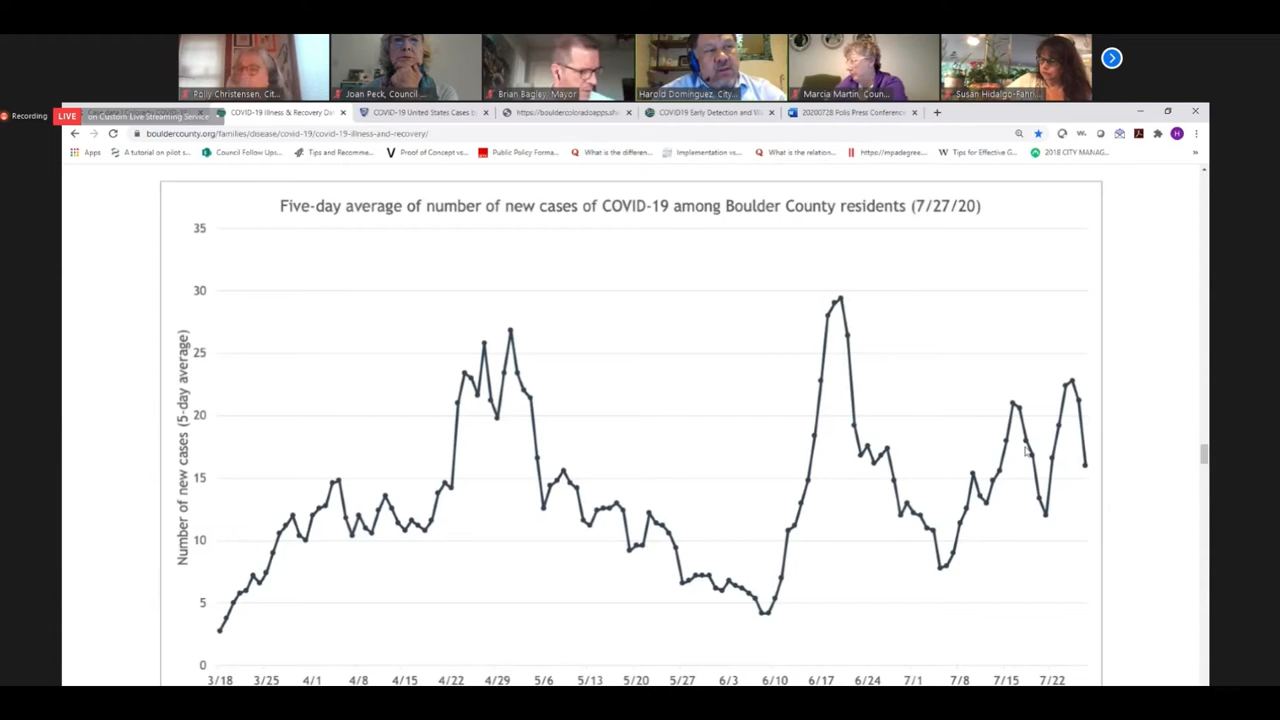 Polly Christensen, Cit...
Joan Peck, Council ...
Brian Bagley, Mayor
Harold Dominguez, City...
Marcia Martin, Coun...
Susan Hidalgo-Fahri...
Recording
LIVE
on Custom Live Streaming Service
COVID-19 Illness & Recovery Da
COVID-19 United States Cases b
https://bouldercoloradoapps.sh
COVID19 Early Detection and W
20200728 Polis Press Conference
bouldercounty.org/families/disease/covid-19/covid-19-illness-and-recovery/
H
Apps
A tutorial on pilot s...
Council Follow Ups...
Tips and Recomme...
Proof of Concept vs...
Public Policy Forma...
What is the differen...
Implementation vs...
What is the relation...
https://mpadegree...
Tips for Effective G...
2018 CITY MANAG...
Five-day average of number of new cases of COVID-19 among Boulder County residents (7/27/20)
35
30
25
20
15
10
5
0
Number of new cases (5-day average)
3/18 3/25 4/1 4/8 4/15 4/22 4/29 5/6 5/13 5/20 5/27 6/3 6/10 6/17 6/24 7/1 7/8 7/15 7/22